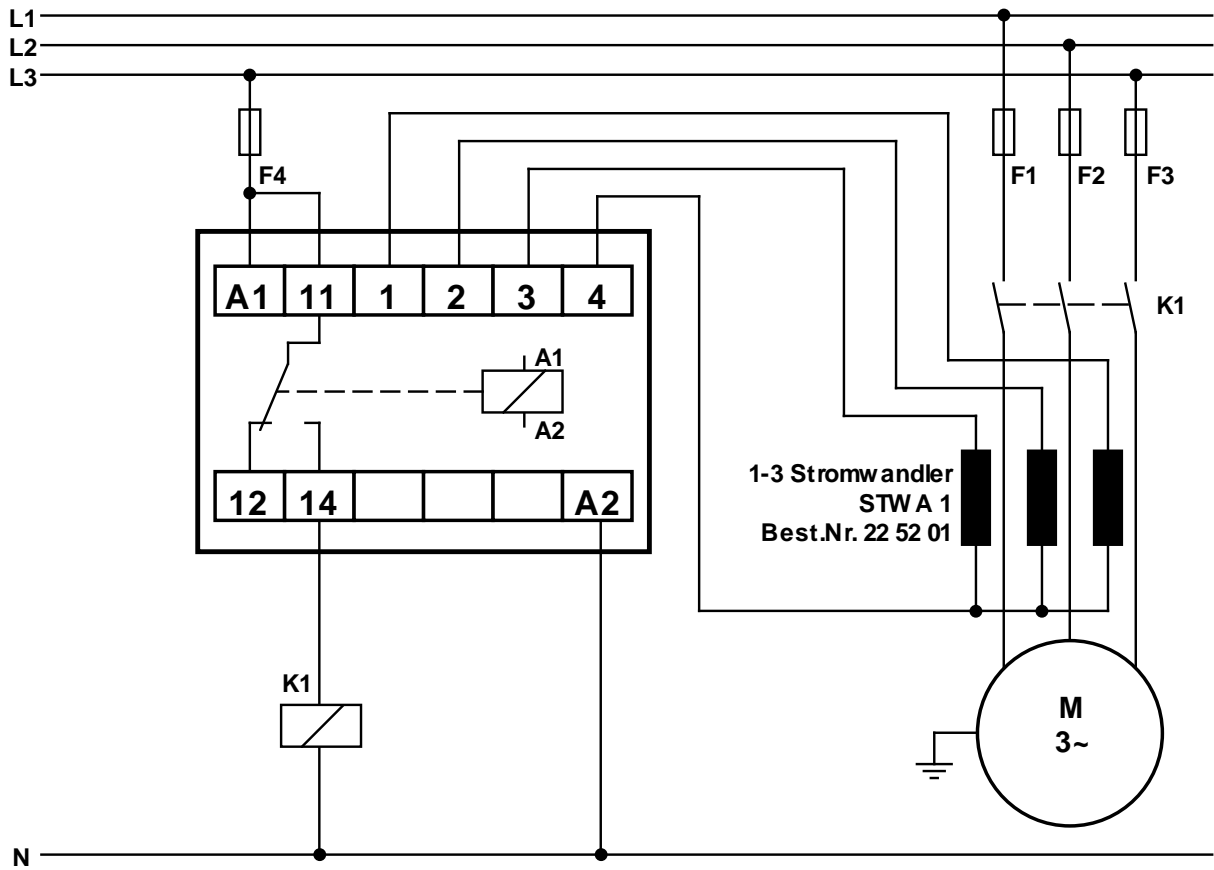 L1
L2
L3
F4
F1
F2
F3
A1
11
1
2
3
4
K1
A1
A2
1-3 Stromwandler
STWA 1
Best.Nr. 22 52 01
12
14
A2
K1
M
3~
N